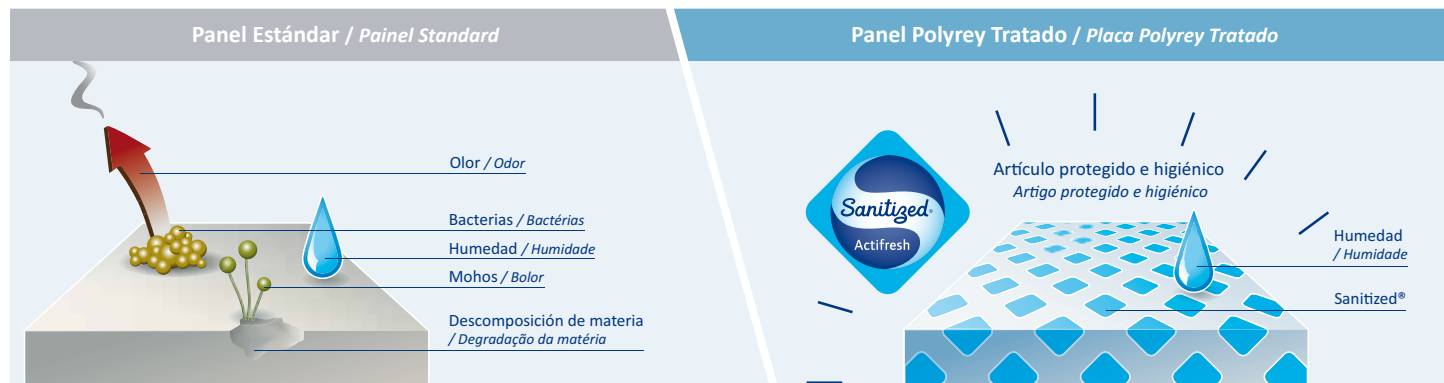 Panel Estándar / Painel Standard
Olor / Odor
Bacterias / Bactérias
Humedad / Humidade
Mohos / Bolor
Descomposición de materia
/ Degradação da matéria
Panel Polyrey Tratado / Placa Polyrey Tratado
Sanitized®
Actifresh
Artículo protegido e higiénico
Artigo protegido e higiénico
Humedad
/ Humidade
Sanitized®